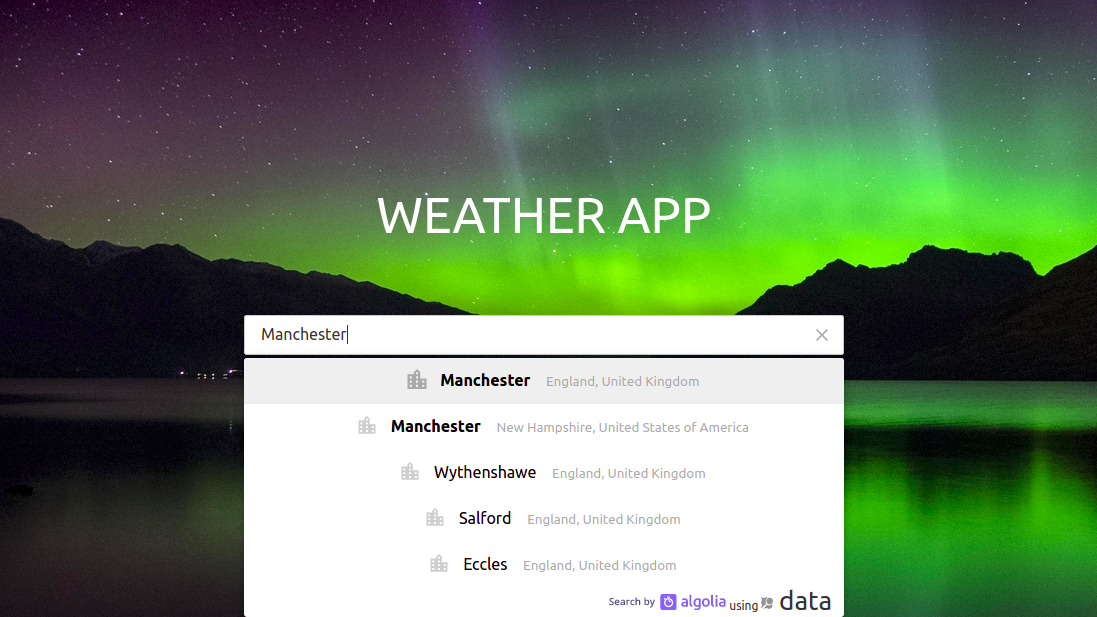 WEATHER APP
Manchester
Manchester England, United Kingdom
Manchester New Hampshire, United States of America
Wythenshawe England, United Kingdom
Salford England, United Kingdom
Eccles England, United Kingdom
Search by algolia using data